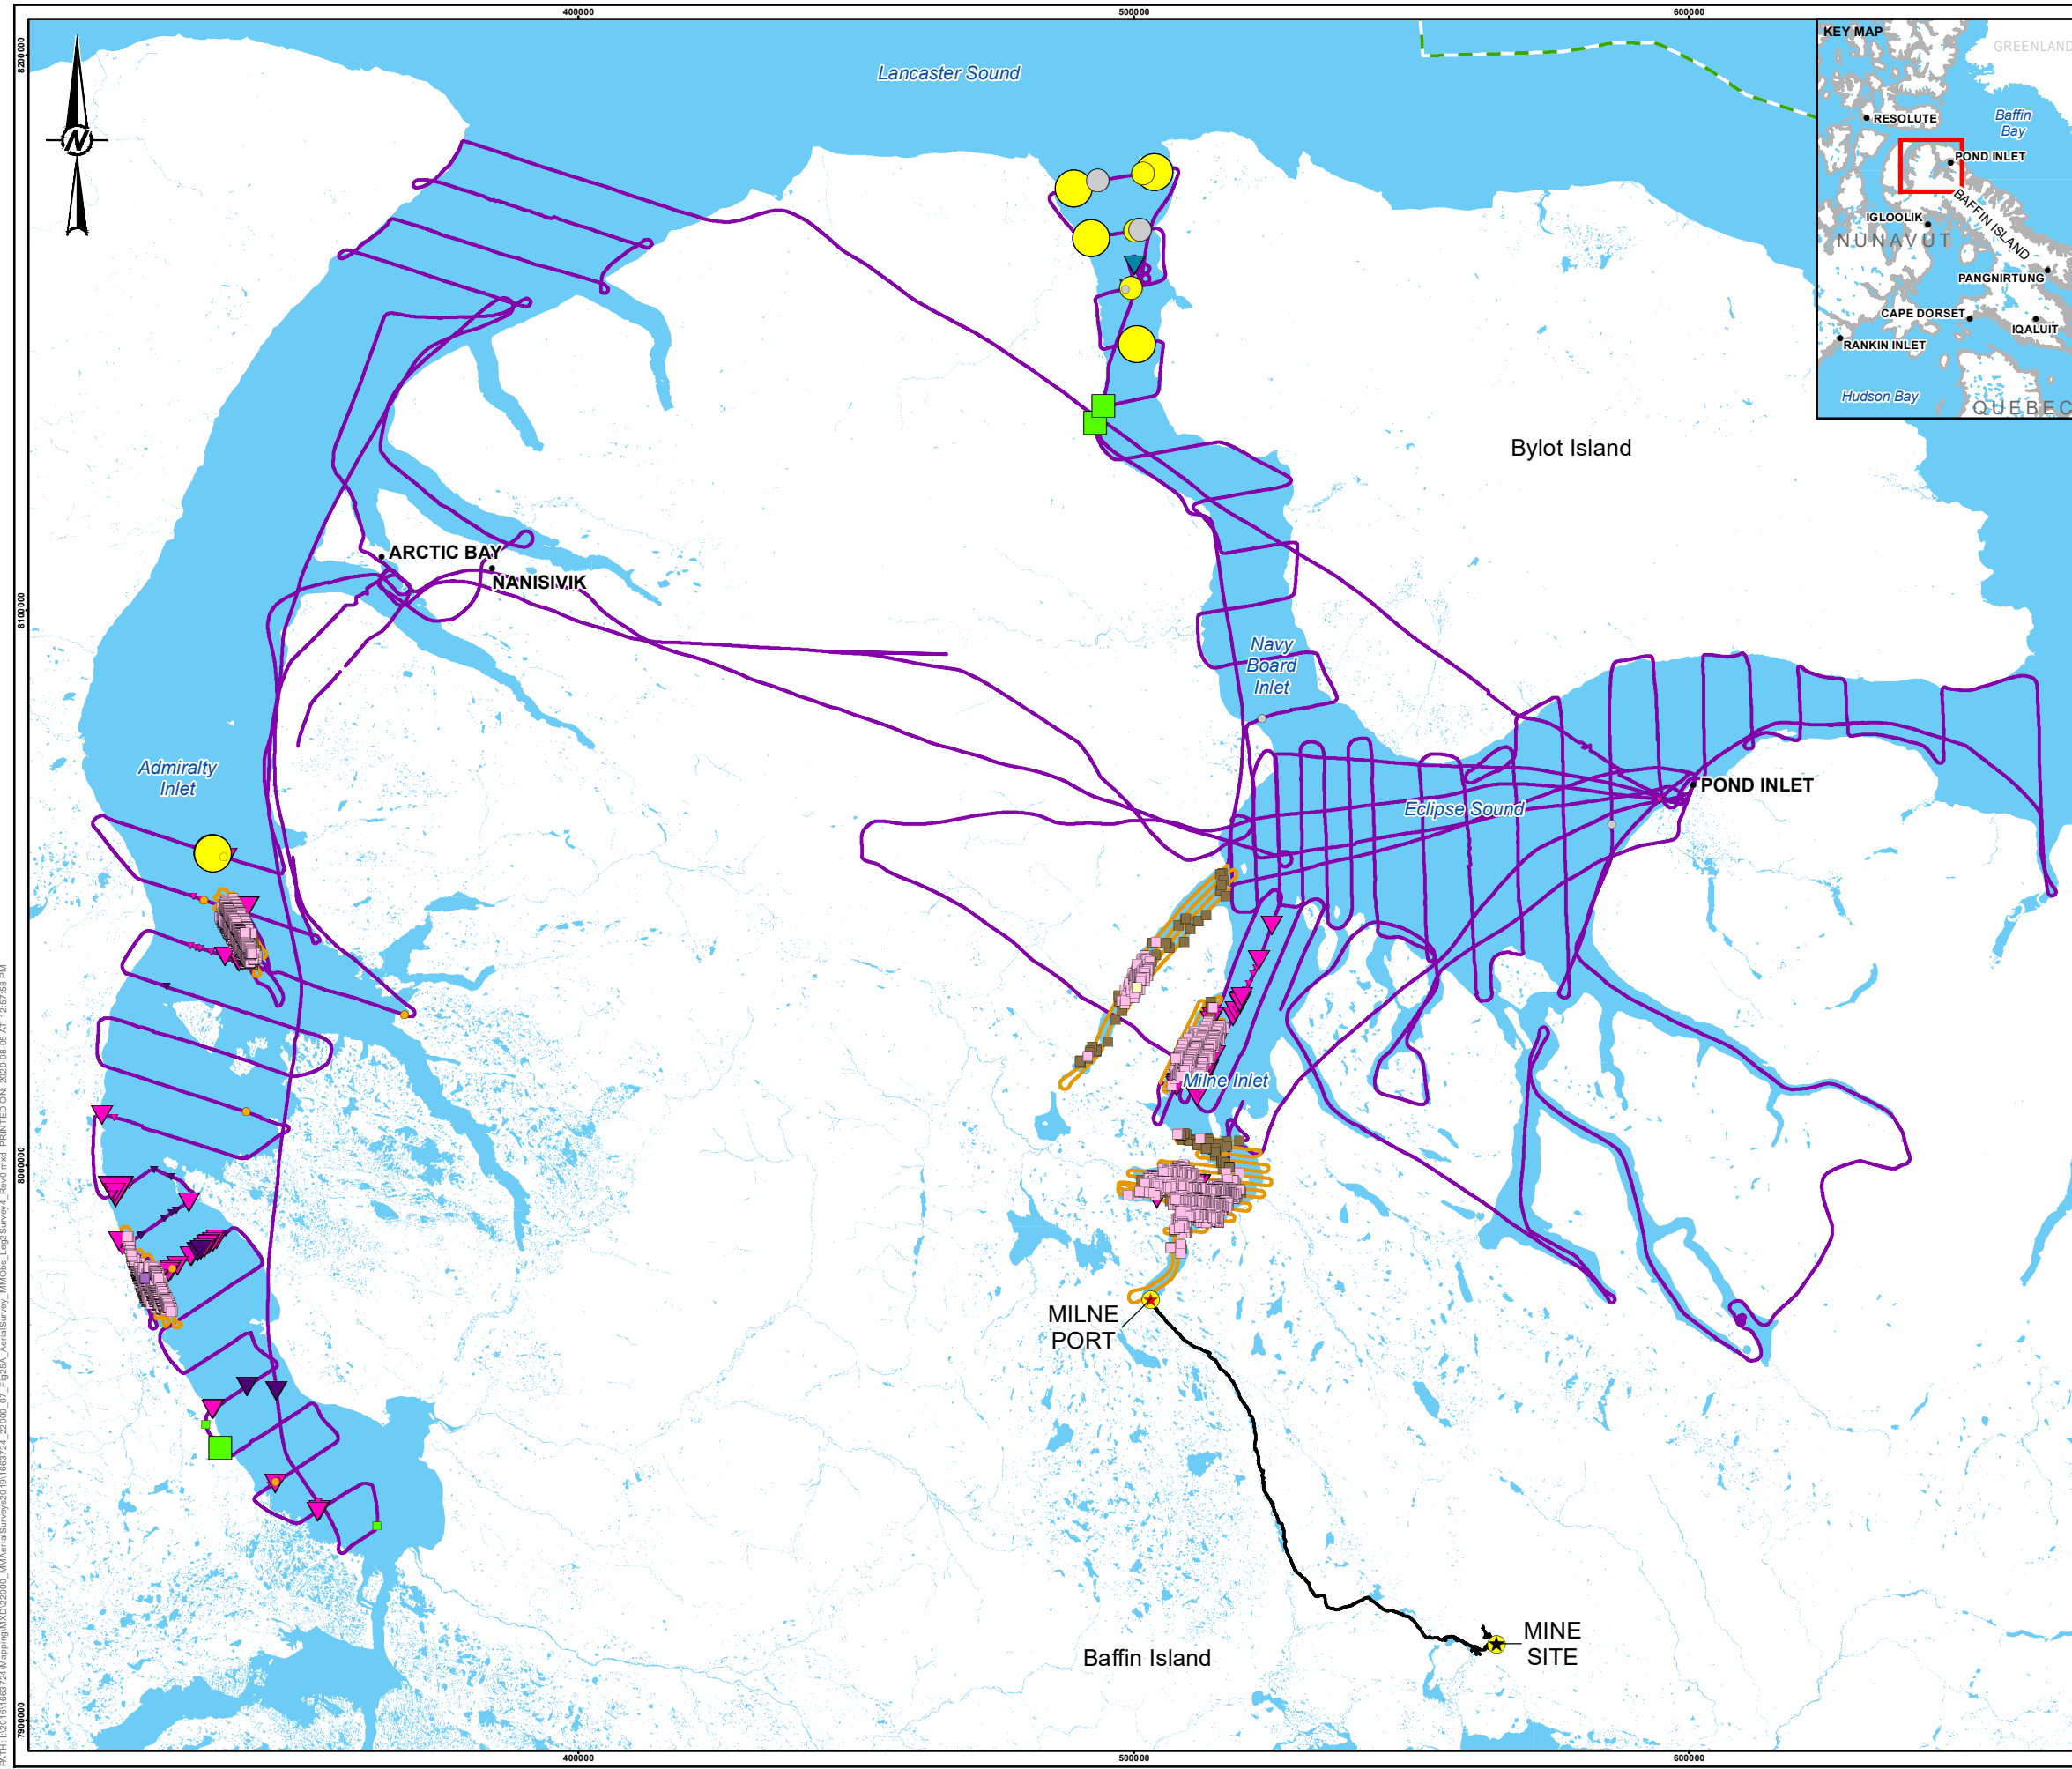 400000
500000
600000
8200000
KEY MAP
GREENLAND
Lancaster Sound
Baffin
Bay
RESOLUTE
N
POND INLET
BAFFIN ISLAND
IGLOOLIK
NUNAVUT
PANGNIRTUNG
CAPE DORSET
IQALUIT
RANKIN INLET
Hudson Bay
QUEBEC
Bylot Island
ARCTIC BAY
NANISIVIK
8100000
Navy
Board
Inlet
Admiralty
Inlet
POND INLET
Eclipse Sound
Milne Inlet
8000000
MILNE
PORT
MINE
SITE
Baffin Island
7900000
400000
500000
600000